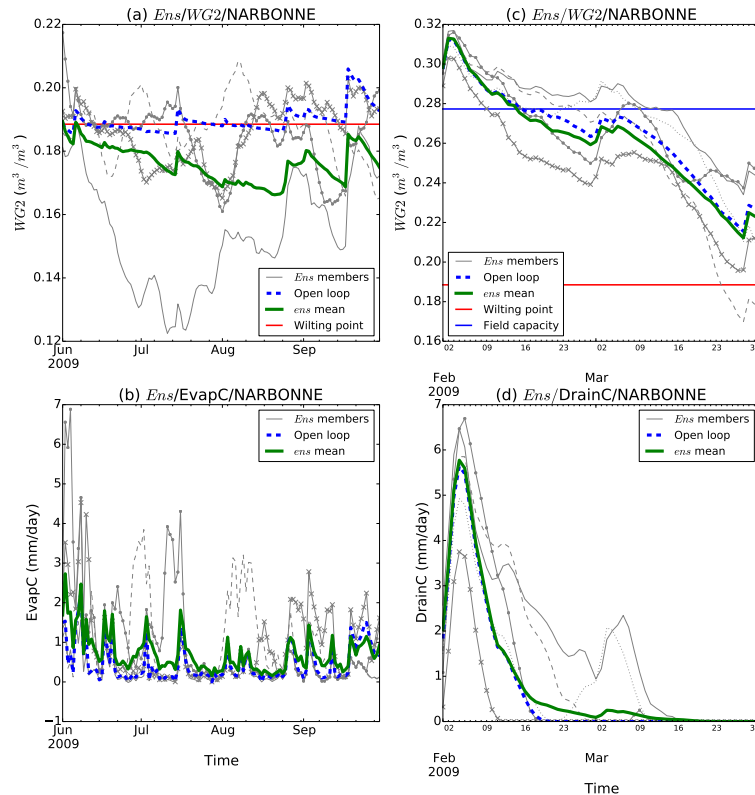 (a) Ens/WG2/NARBONNE
WG2 (m³/m³)
0.22
0.20
0.18
0.16
0.14
0.12
Ens members
Open loop
ens mean
Wilting point
Jun
2009
Jul
Aug
Sep
(c) Ens/WG2/NARBONNE
WG2 (m³/m³)
0.32
0.30
0.28
0.26
0.24
0.22
0.20
0.18
0.16
Ens members
Open loop
ens mean
Wilting point
Field capacity
02 09 16 23 02 09 16 23 3
Feb
2009
Mar
(b) Ens/EvapC/NARBONNE
EvapC (mm/day)
7
6
5
4
3
2
1
0
−1
Ens members
Open loop
ens mean
Jun
2009
Jul
Aug
Sep
Time
(d) Ens/DrainC/NARBONNE
DrainC (mm/day)
7
6
5
4
3
2
1
0
Ens members
Open loop
ens mean
02 09 16 23 02 09 16 23 3
Feb
2009
Mar
Time